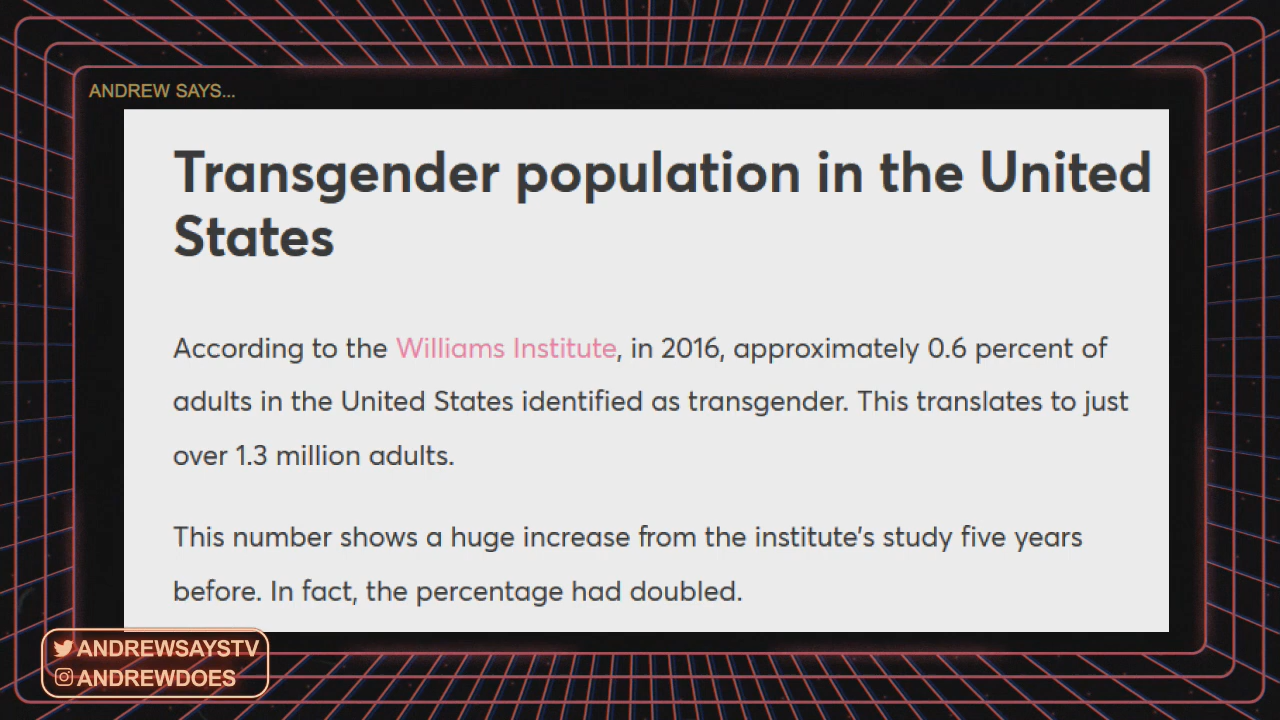 ANDREW SAYS...
Transgender population in the United
States
According to the Williams Institute, in 2016, approximately 0.6 percent of
adults in the United States identified as transgender. This translates to just
over 1.3 million adults.
This number shows a huge increase from the institute's study five years
before. In fact, the percentage had doubled.
ANDREWSAYSTV
ANDREWDOES